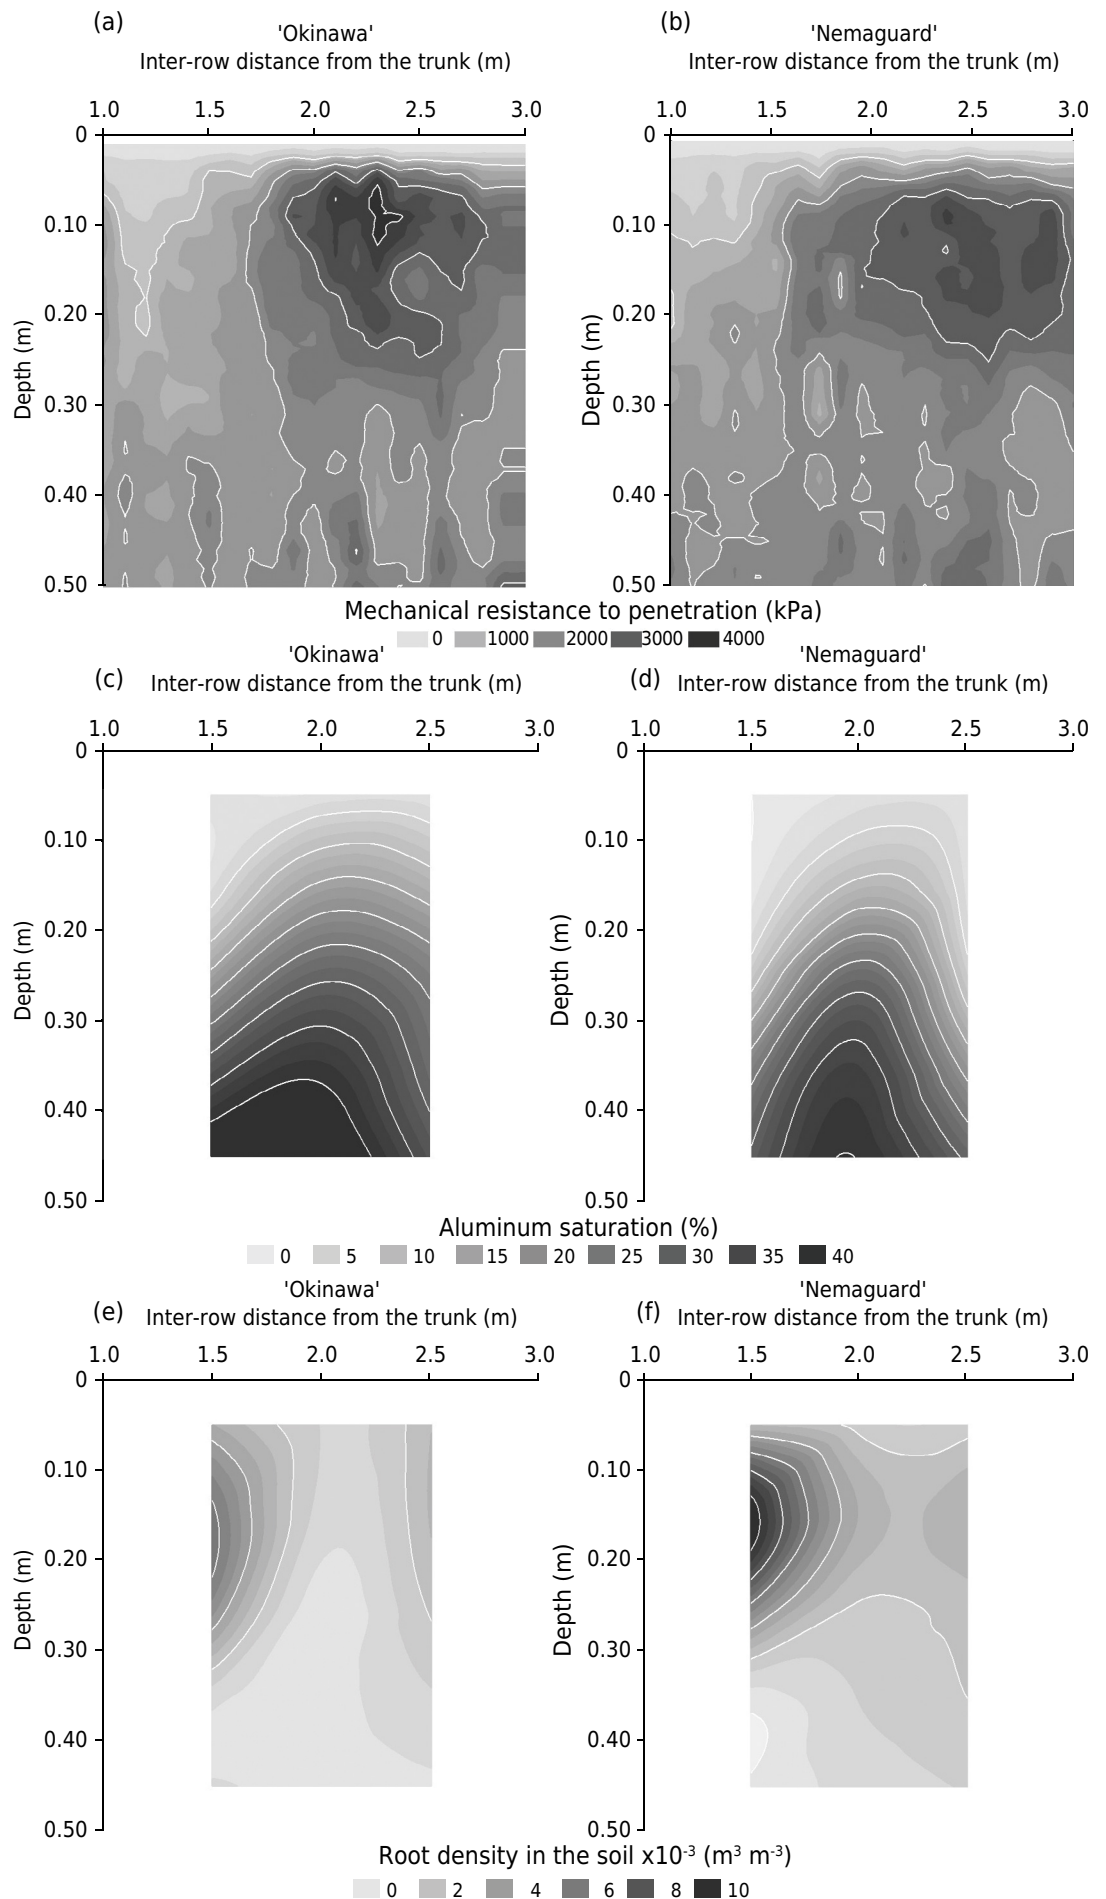 (a) (b)
'Okinawa' 'Nemaguard'
Inter-row distance from the trunk (m) Inter-row distance from the trunk (m)
1.0 1.5 2.0 2.5 3.0 1.0 1.5 2.0 2.5 3.0
0 0
0.10 0.10
0.20 0.20
0.30 0.30
0.40 0.40
0.50 0.50
Depth (m) Depth (m)
Mechanical resistance to penetration (kPa)
0 1000 2000 3000 4000
'Okinawa' 'Nemaguard'
(c) Inter-row distance from the trunk (m) (d) Inter-row distance from the trunk (m)
1.0 1.5 2.0 2.5 3.0 1.0 1.5 2.0 2.5 3.0
0 0
0.10 0.10
0.20 0.20
0.30 0.30
0.40 0.40
0.50 0.50
Depth (m) Depth (m)
Aluminum saturation (%)
0 5 10 15 20 25 30 35 40
'Okinawa' 'Nemaguard'
(e) Inter-row distance from the trunk (m) (f) Inter-row distance from the trunk (m)
1.0 1.5 2.0 2.5 3.0 1.0 1.5 2.0 2.5 3.0
0 0
0.10 0.10
0.20 0.20
0.30 0.30
0.40 0.40
0.50 0.50
Depth (m) Depth (m)
Root density in the soil x10⁻³ (m³ m⁻³)
0 2 4 6 8 10